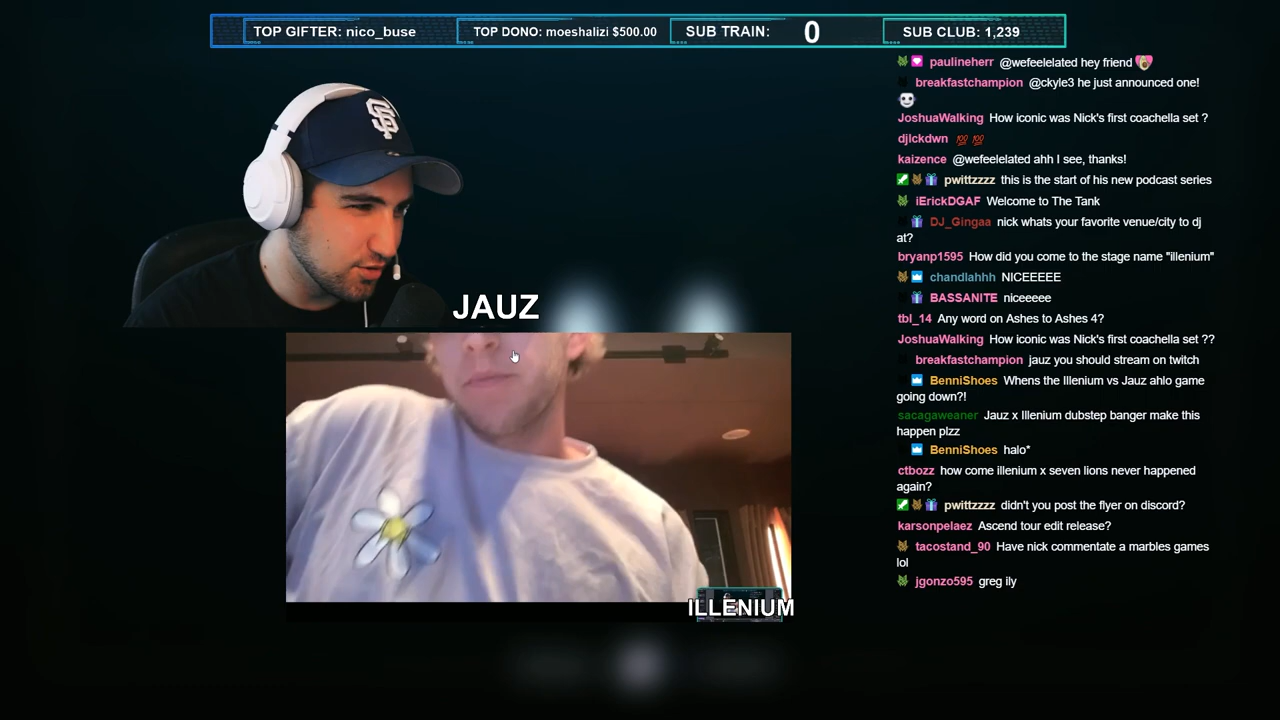 TOP GIFTER: nico_buse
TOP DONO: moeshalizi $500.00
SUB TRAIN: 0
SUB CLUB: 1,239
paulineherr @wefeelelated hey friend
breakfastchampion @ckyle3 he just announced one!
JoshuaWalking How iconic was Nick's first coachella set ?
djlckdwn 💯 💯
kaizence @wefeelelated ahh I see, thanks!
pwittzzzz this is the start of his new podcast series
iErickDGAF Welcome to The Tank
DJ_Gingaa nick whats your favorite venue/city to dj
at?
bryanp1595 How did you come to the stage name "illenium"
chandlahhh NICEEEEE
BASSANITE niceeeee
tbl_14 Any word on Ashes to Ashes 4?
JoshuaWalking How iconic was Nick's first coachella set ??
breakfastchampion jauz you should stream on twitch
BenniShoes Whens the Illenium vs Jauz ahlo game
going down?!
sacagaweaner Jauz x Illenium dubstep banger make this
happen plzz
BenniShoes halo*
ctbozz how come illenium x seven lions never happened
again?
pwittzzzz didn't you post the flyer on discord?
karsonpelaez Ascend tour edit release?
tacostand_90 Have nick commentate a marbles games
lol
jgonzo595 greg ily
SF
JAUZ
ILLENIUM